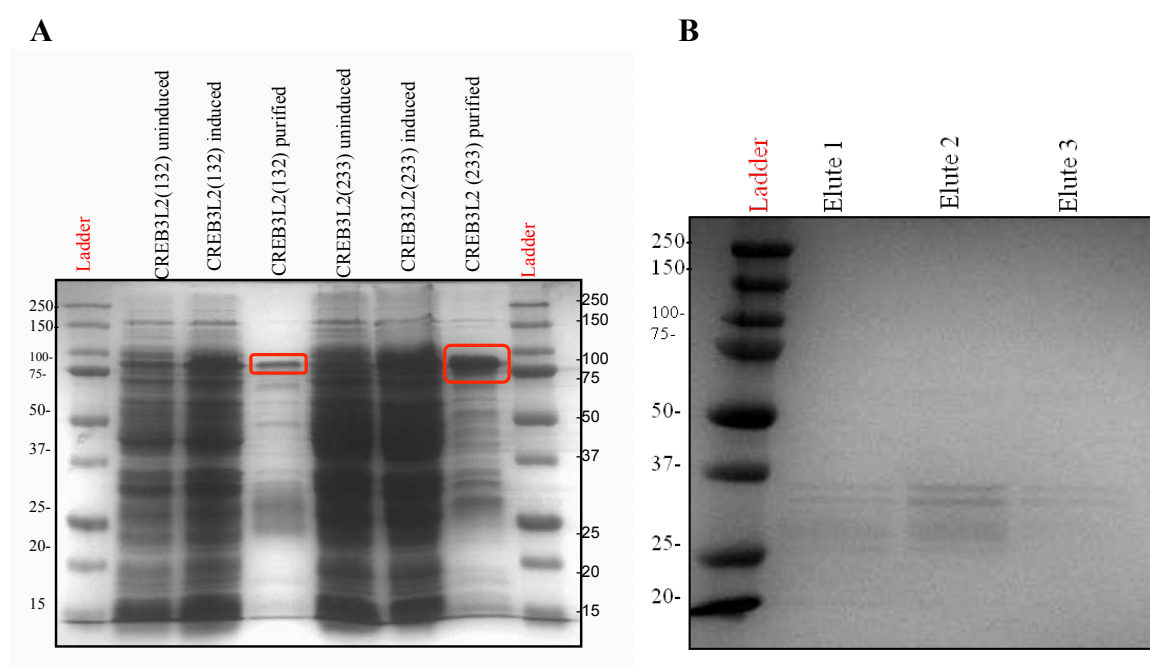 A
B
Ladder
CREB3L2(132) uninduced
CREB3L2(132) induced
CREB3L2(132) purified
CREB3L2(233) uninduced
CREB3L2(233) induced
CREB3L2 (233) purified
Ladder
250-
150-
100-
75-
50-
37-
25-
20-
15
-250
-150
-100
-75
-50
-37
-25
-20
-15
Ladder
Elute 1
Elute 2
Elute 3
250-
150-
100-
75-
50-
37-
25-
20-